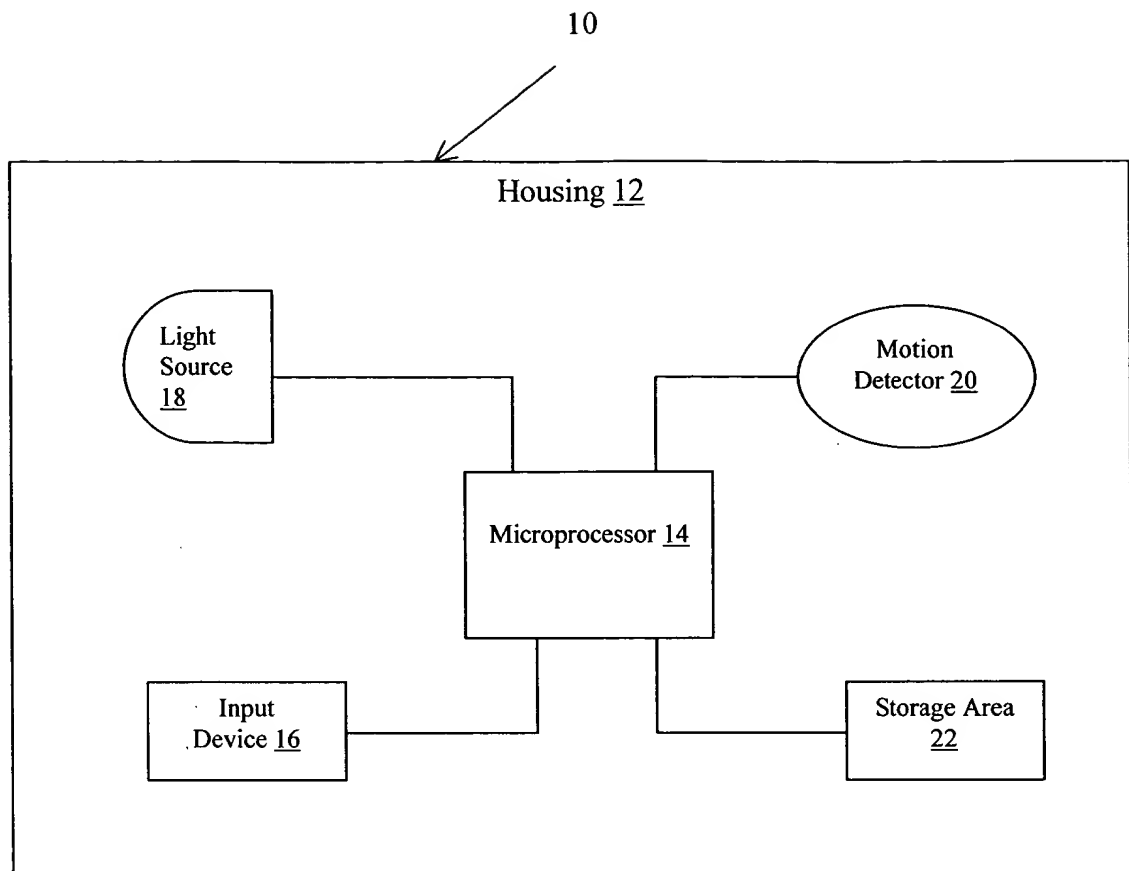 10
Housing 12
Light
Source
18
Motion
Detector 20
Microprocessor 14
Input
Device 16
Storage Area
22